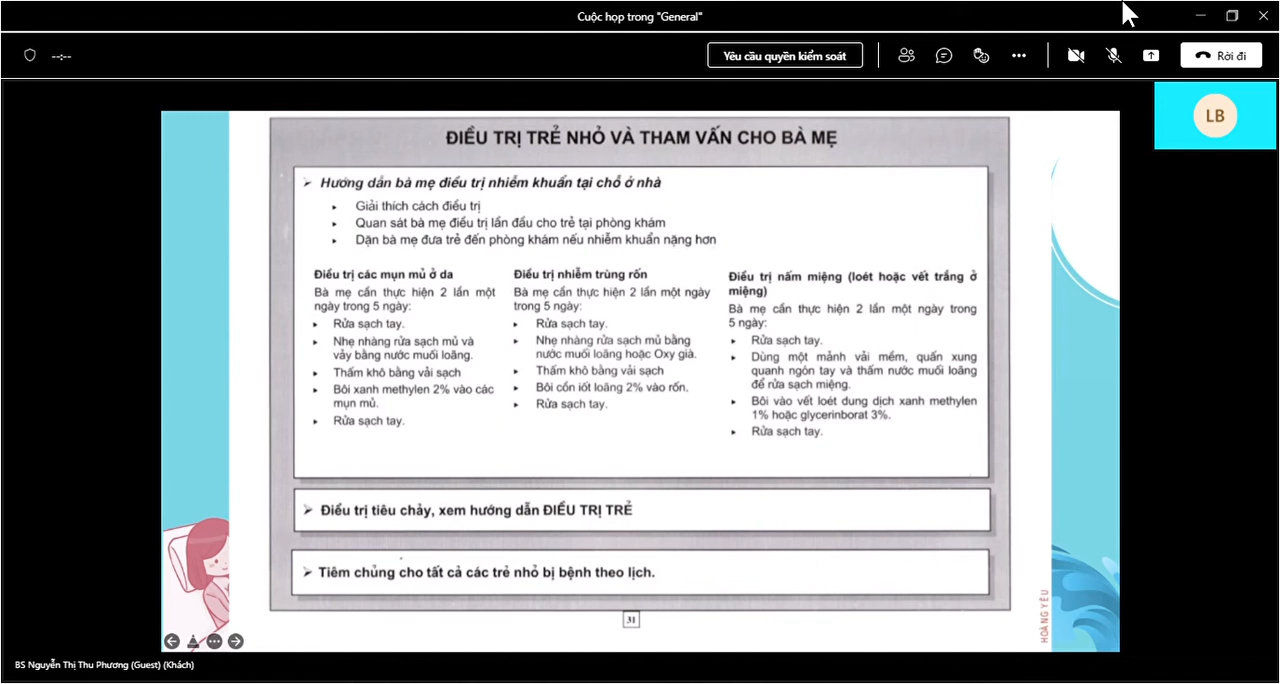 Cuộc họp trong "General"
--:--
Yêu cầu quyền kiểm soát
Rời đi
LB
ĐIỀU TRỊ TRẺ NHỎ VÀ THAM VẤN CHO BÀ MẸ
➢ Hướng dẫn bà mẹ điều trị nhiễm khuẩn tại chỗ ở nhà
▸ Giải thích cách điều trị
▸ Quan sát bà mẹ điều trị lần đầu cho trẻ tại phòng khám
▸ Dặn bà mẹ đưa trẻ đến phòng khám nếu nhiễm khuẩn nặng hơn
Điều trị các mụn mủ ở da
Bà mẹ cần thực hiện 2 lần một
ngày trong 5 ngày:
▸ Rửa sạch tay.
▸ Nhẹ nhàng rửa sạch mủ và
vảy bằng nước muối loãng.
▸ Thấm khô bằng vải sạch
▸ Bôi xanh methylen 2% vào các
mụn mủ.
▸ Rửa sạch tay.
Điều trị nhiễm trùng rốn
Bà mẹ cần thực hiện 2 lần một ngày
trong 5 ngày:
▸ Rửa sạch tay.
▸ Nhẹ nhàng rửa sạch mủ bằng
nước muối loãng hoặc Oxy già.
▸ Thấm khô bằng vải sạch
▸ Bôi cồn iốt loãng 2% vào rốn.
▸ Rửa sạch tay.
Điều trị nấm miệng (loét hoặc vết trắng ở
miệng)
Bà mẹ cần thực hiện 2 lần một ngày trong
5 ngày:
▸ Rửa sạch tay.
▸ Dùng một mảnh vải mềm, quấn xung
quanh ngón tay và thấm nước muối loãng
để rửa sạch miệng.
▸ Bôi vào vết loét dung dịch xanh methylen
1% hoặc glycerinborat 3%.
▸ Rửa sạch tay.
➢ Điều trị tiêu chảy, xem hướng dẫn ĐIỀU TRỊ TRẺ
➢ Tiêm chủng cho tất cả các trẻ nhỏ bị bệnh theo lịch.
31
HOÀNG YẾU
BS Nguyễn Thị Thu Phương (Guest) (Khách)